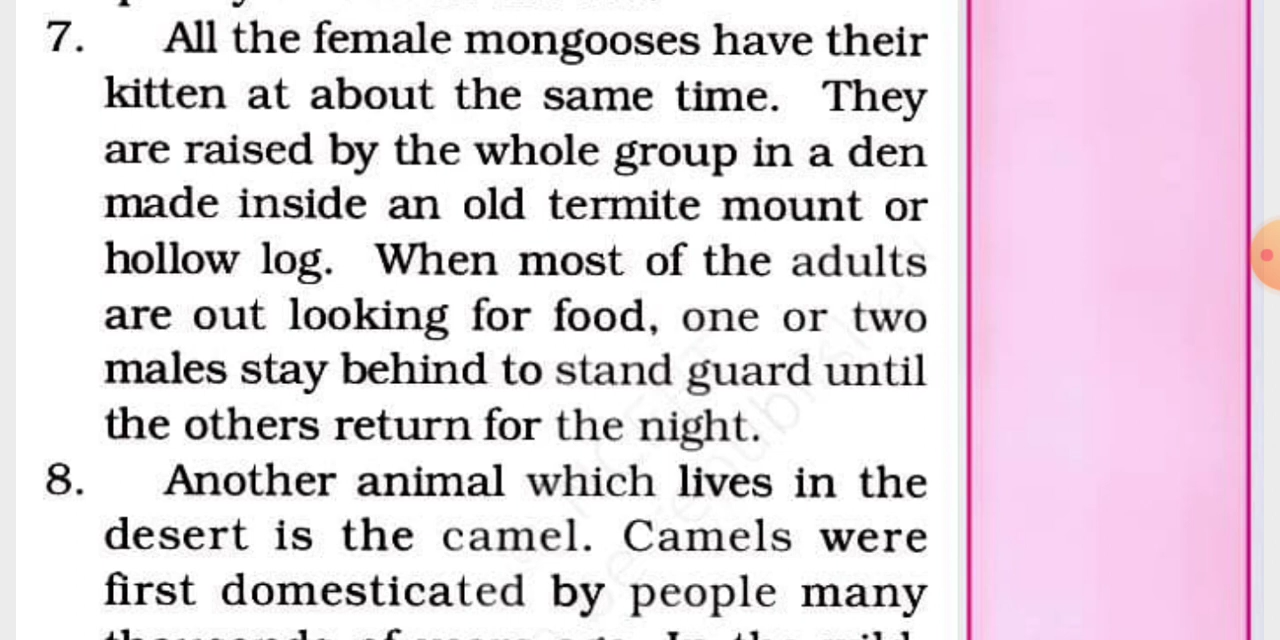 7. All the female mongooses have their
kitten at about the same time. They
are raised by the whole group in a den
made inside an old termite mount or
hollow log. When most of the adults
are out looking for food, one or two
males stay behind to stand guard until
the others return for the night.
8. Another animal which lives in the
desert is the camel. Camels were
first domesticated by people many